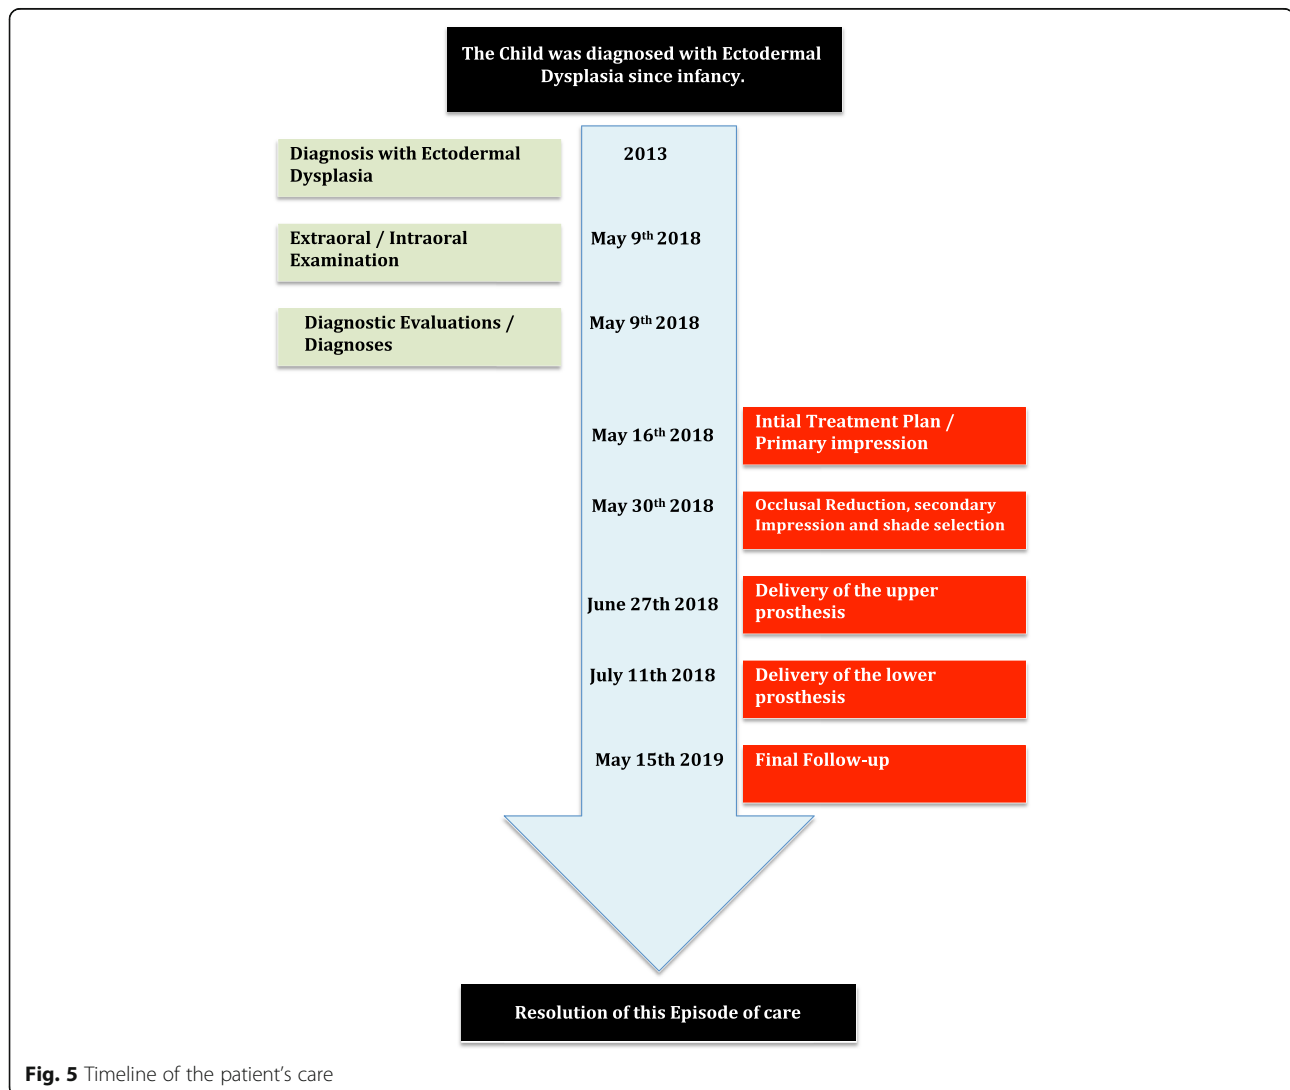 The Child was diagnosed with Ectodermal
Dysplasia since infancy.
Diagnosis with Ectodermal
Dysplasia
2013
Extraoral / Intraoral
Examination
May 9th 2018
Diagnostic Evaluations /
Diagnoses
May 9th 2018
May 16th 2018
Intial Treatment Plan /
Primary impression
May 30th 2018
Occlusal Reduction, secondary
Impression and shade selection
June 27th 2018
Delivery of the upper
prosthesis
July 11th 2018
Delivery of the lower
prosthesis
May 15th 2019
Final Follow-up
Resolution of this Episode of care
Fig. 5 Timeline of the patient's care